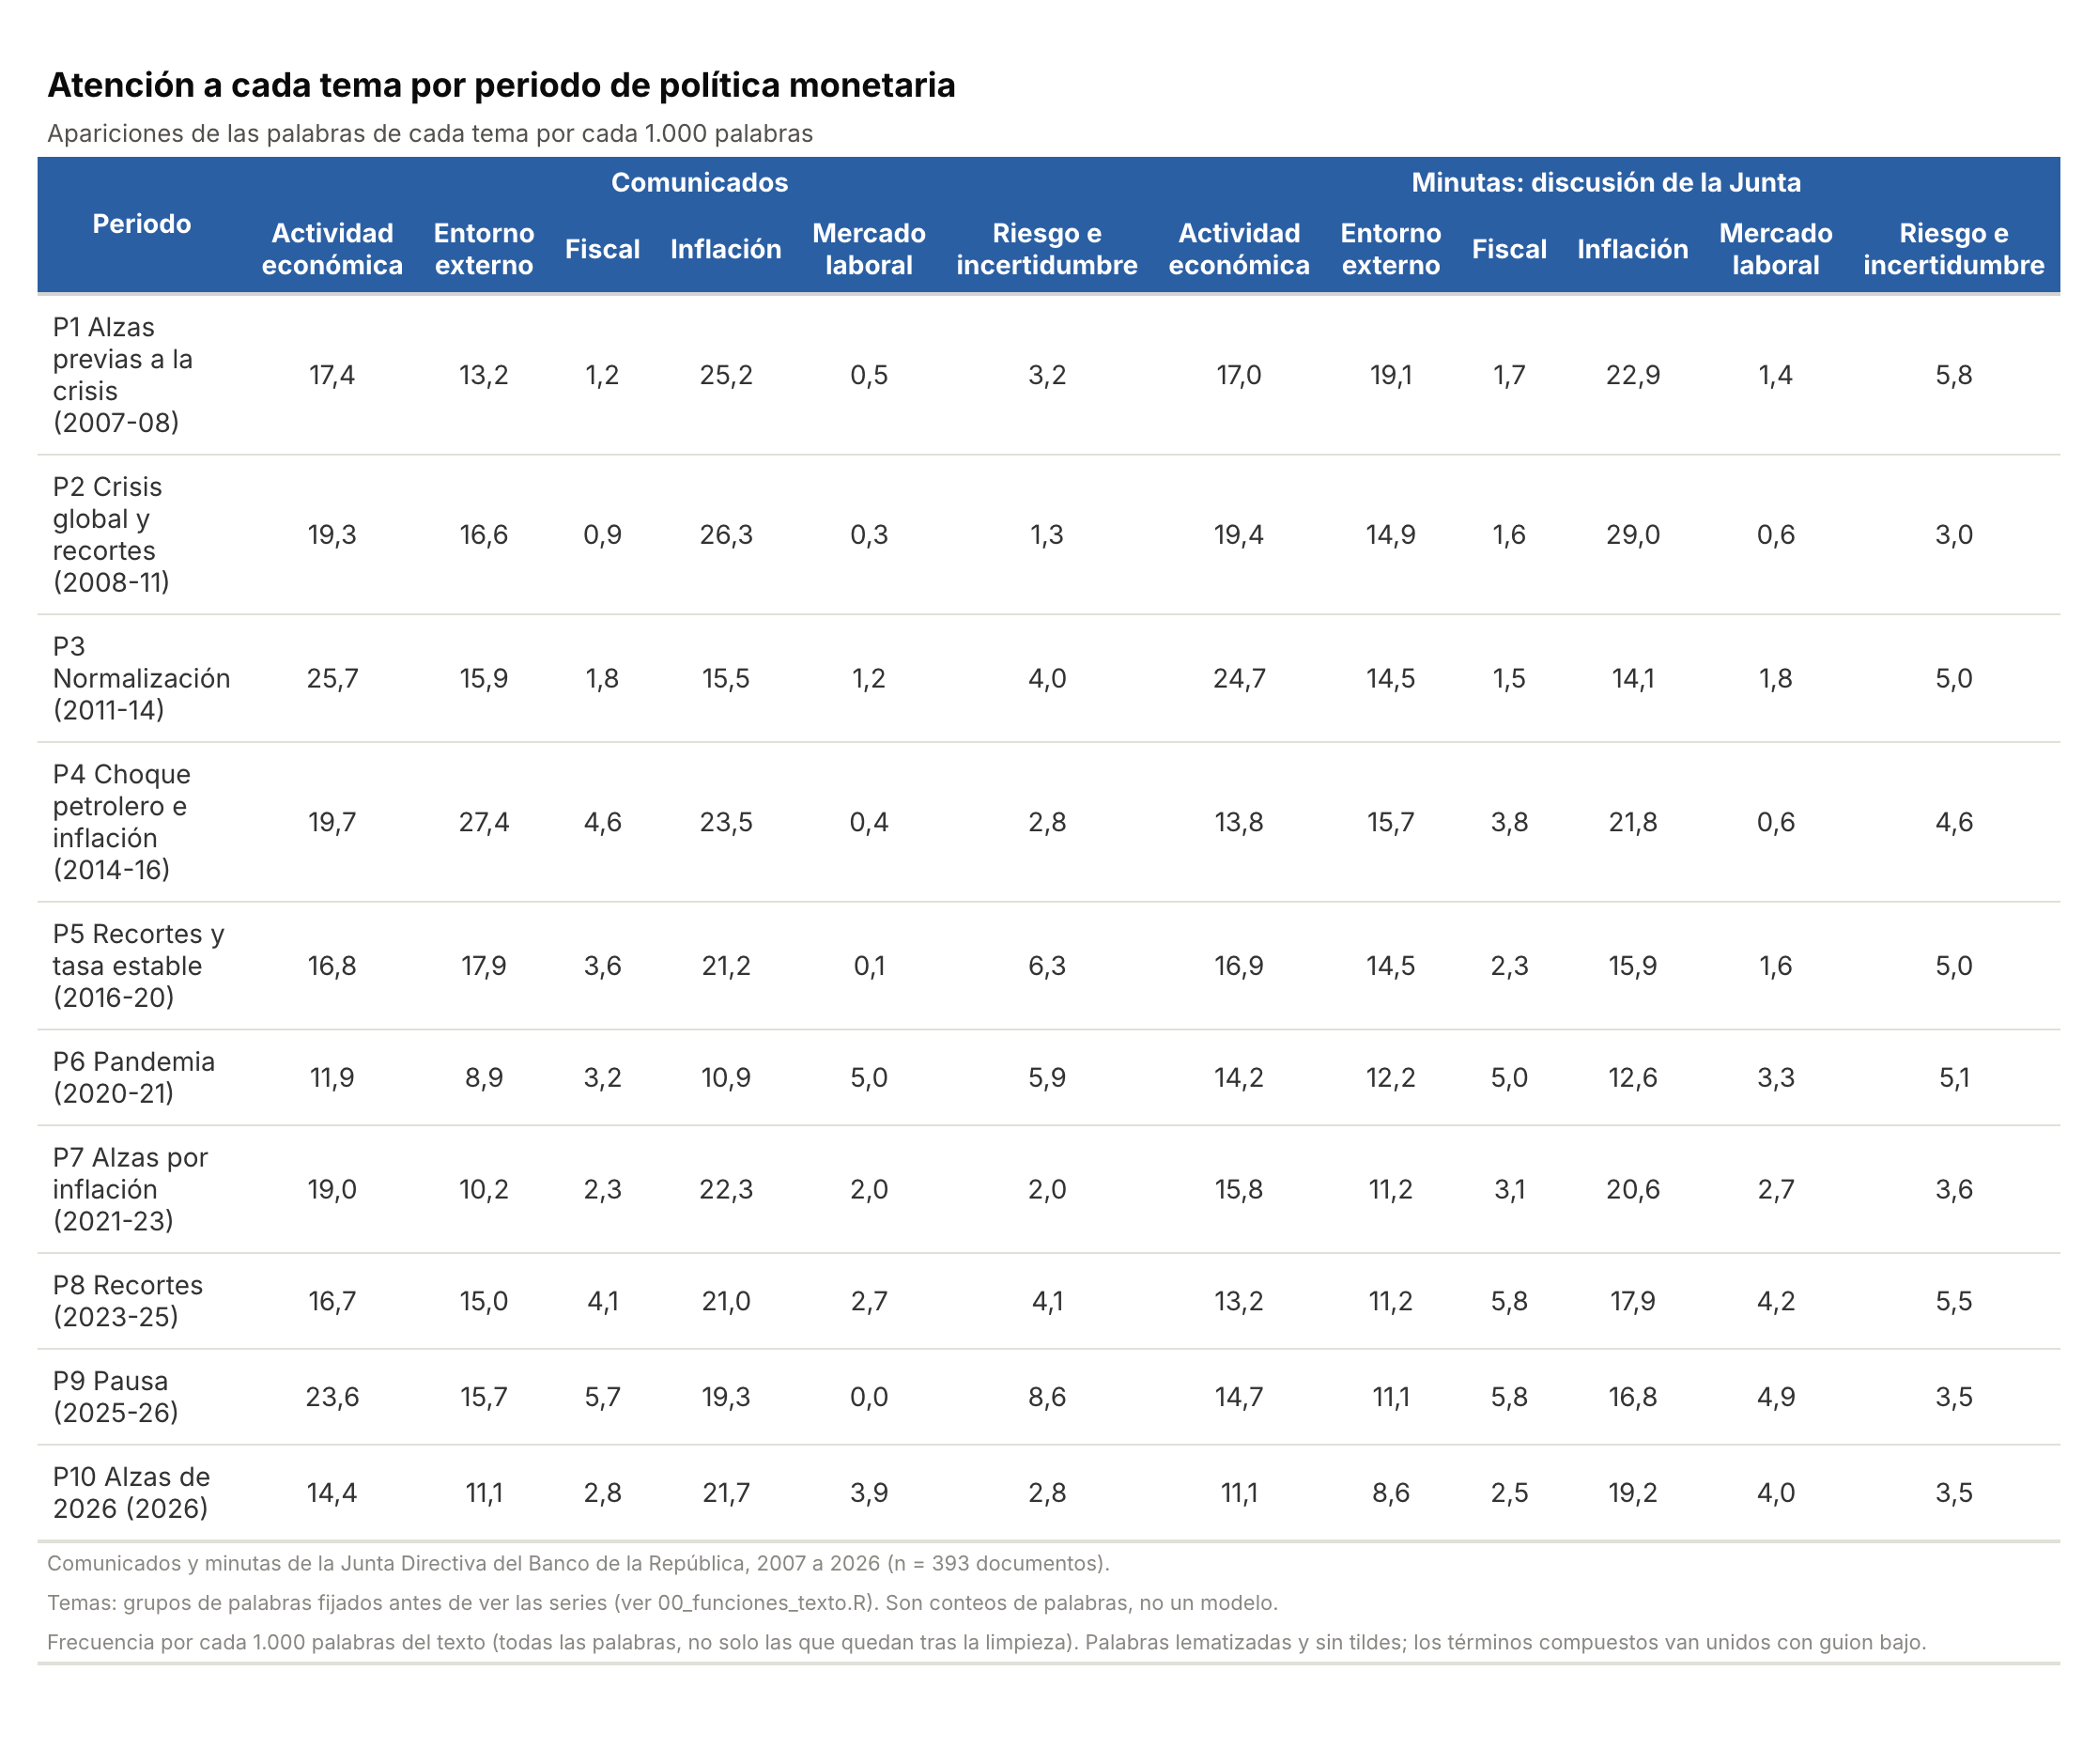 Atención a cada tema por periodo de política monetaria
Apariciones de las palabras de cada tema por cada 1.000 palabras
Comunicados Minutas: discusión de la Junta
Periodo Actividad económica Entorno externo Fiscal Inflación Mercado laboral Riesgo e incertidumbre Actividad económica Entorno externo Fiscal Inflación Mercado laboral Riesgo e incertidumbre
P1 Alzas previas a la crisis (2007-08) 17,4 13,2 1,2 25,2 0,5 3,2 17,0 19,1 1,7 22,9 1,4 5,8
P2 Crisis global y recortes (2008-11) 19,3 16,6 0,9 26,3 0,3 1,3 19,4 14,9 1,6 29,0 0,6 3,0
P3 Normalización (2011-14) 25,7 15,9 1,8 15,5 1,2 4,0 24,7 14,5 1,5 14,1 1,8 5,0
P4 Choque petrolero e inflación (2014-16) 19,7 27,4 4,6 23,5 0,4 2,8 13,8 15,7 3,8 21,8 0,6 4,6
P5 Recortes y tasa estable (2016-20) 16,8 17,9 3,6 21,2 0,1 6,3 16,9 14,5 2,3 15,9 1,6 5,0
P6 Pandemia (2020-21) 11,9 8,9 3,2 10,9 5,0 5,9 14,2 12,2 5,0 12,6 3,3 5,1
P7 Alzas por inflación (2021-23) 19,0 10,2 2,3 22,3 2,0 2,0 15,8 11,2 3,1 20,6 2,7 3,6
P8 Recortes (2023-25) 16,7 15,0 4,1 21,0 2,7 4,1 13,2 11,2 5,8 17,9 4,2 5,5
P9 Pausa (2025-26) 23,6 15,7 5,7 19,3 0,0 8,6 14,7 11,1 5,8 16,8 4,9 3,5
P10 Alzas de 2026 (2026) 14,4 11,1 2,8 21,7 3,9 2,8 11,1 8,6 2,5 19,2 4,0 3,5
Comunicados y minutas de la Junta Directiva del Banco de la República, 2007 a 2026 (n = 393 documentos).
Temas: grupos de palabras fijados antes de ver las series (ver 00_funciones_texto.R). Son conteos de palabras, no un modelo.
Frecuencia por cada 1.000 palabras del texto (todas las palabras, no solo las que quedan tras la limpieza). Palabras lematizadas y sin tildes; los términos compuestos van unidos con guion bajo.